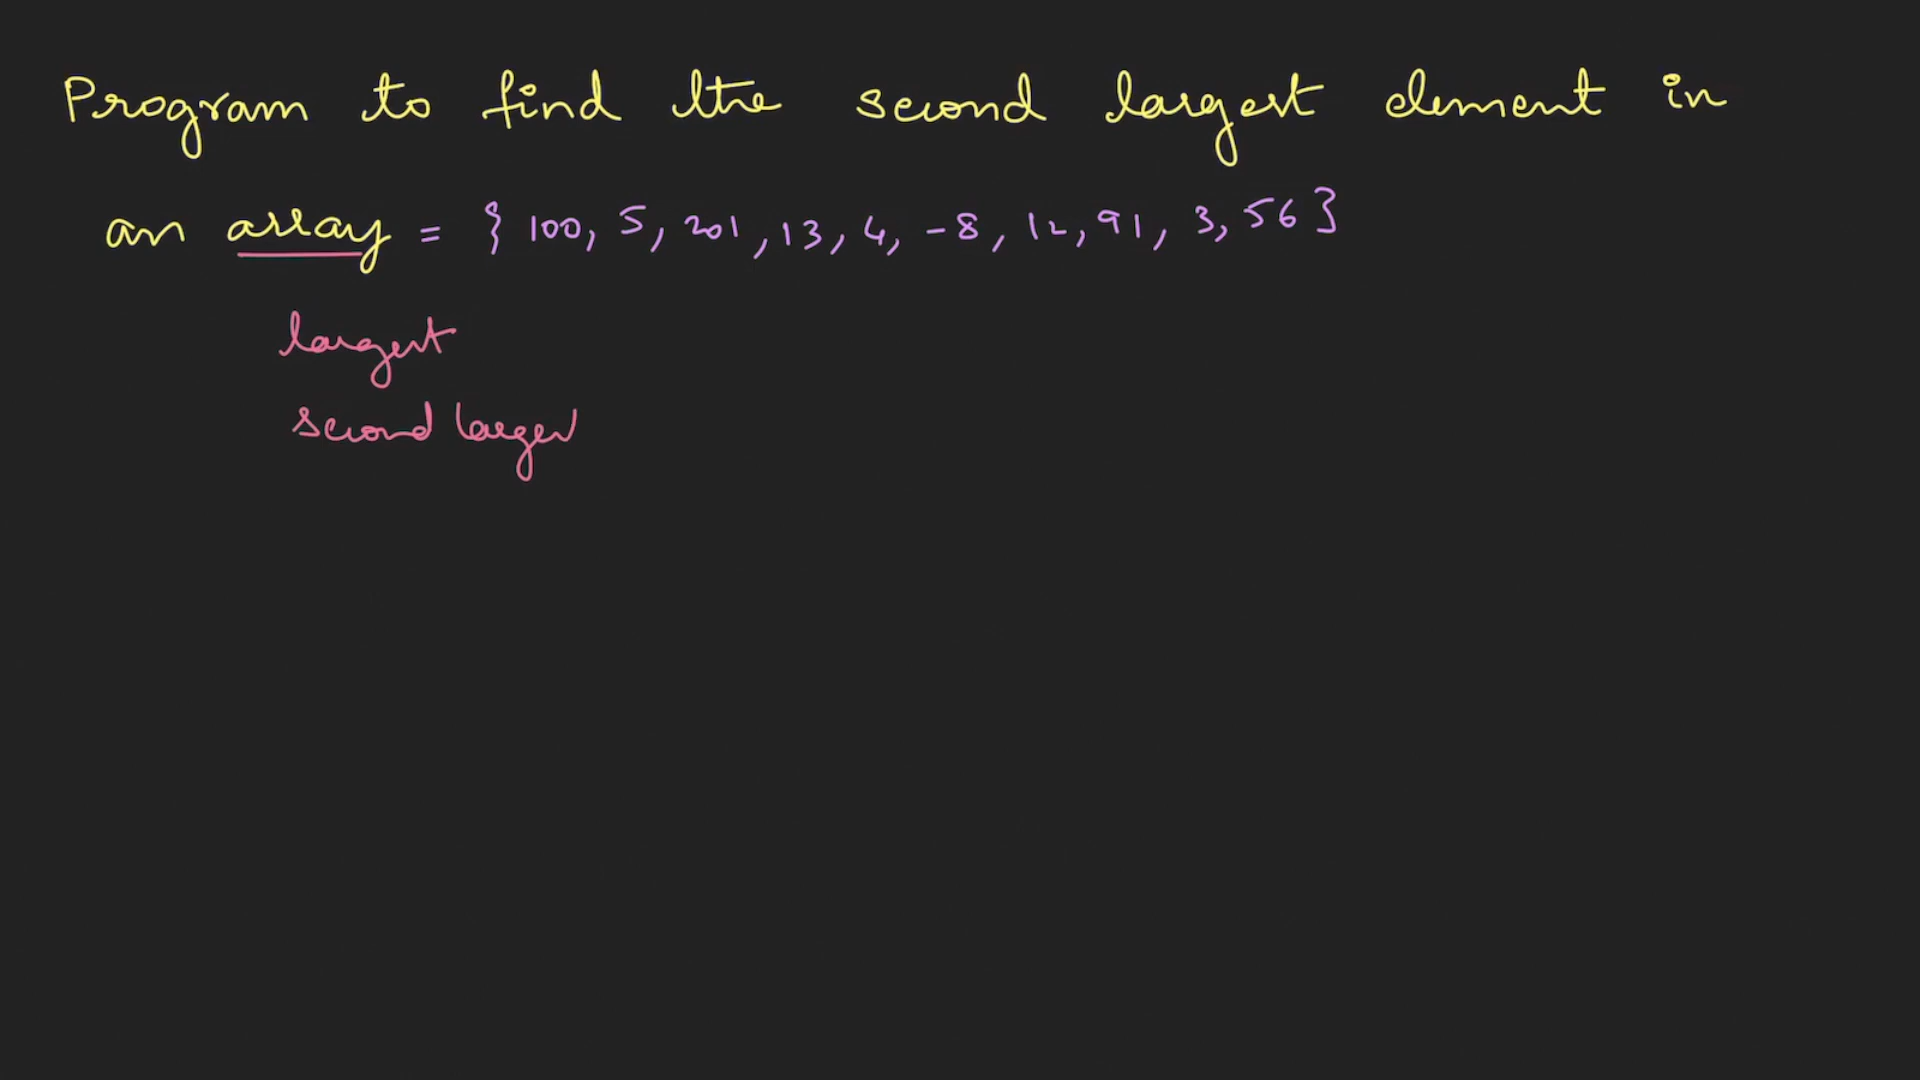 Program to find the second largest element in
an array = { 100, 5, 201, 13, 4, -8, 12, 91, 3, 56 }
largest
second larger